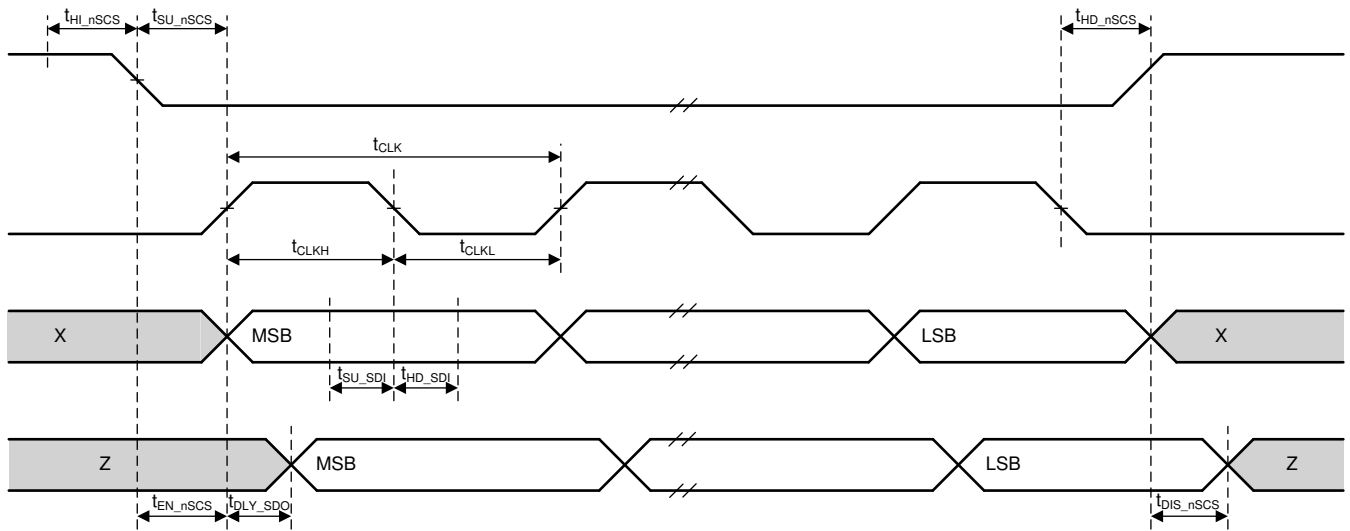 tHI_nSCS tSU_nSCS tHD_nSCS
tCLK
tCLKH tCLKL
X MSB LSB X
tSU_SDI tHD_SDI
Z MSB LSB Z
tEN_nSCS tDLY_SDO tDIS_nSCS